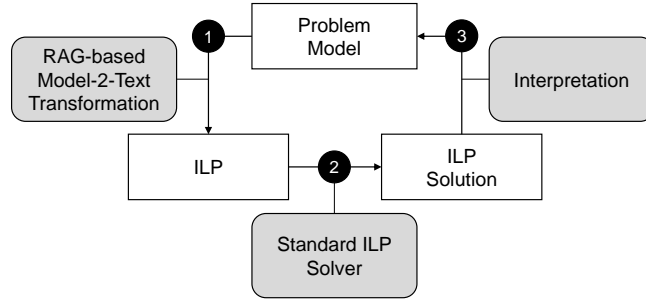 1
Problem
Model
3
RAG-based
Model-2-Text
Transformation
Interpretation
ILP
2
ILP
Solution
Standard ILP
Solver